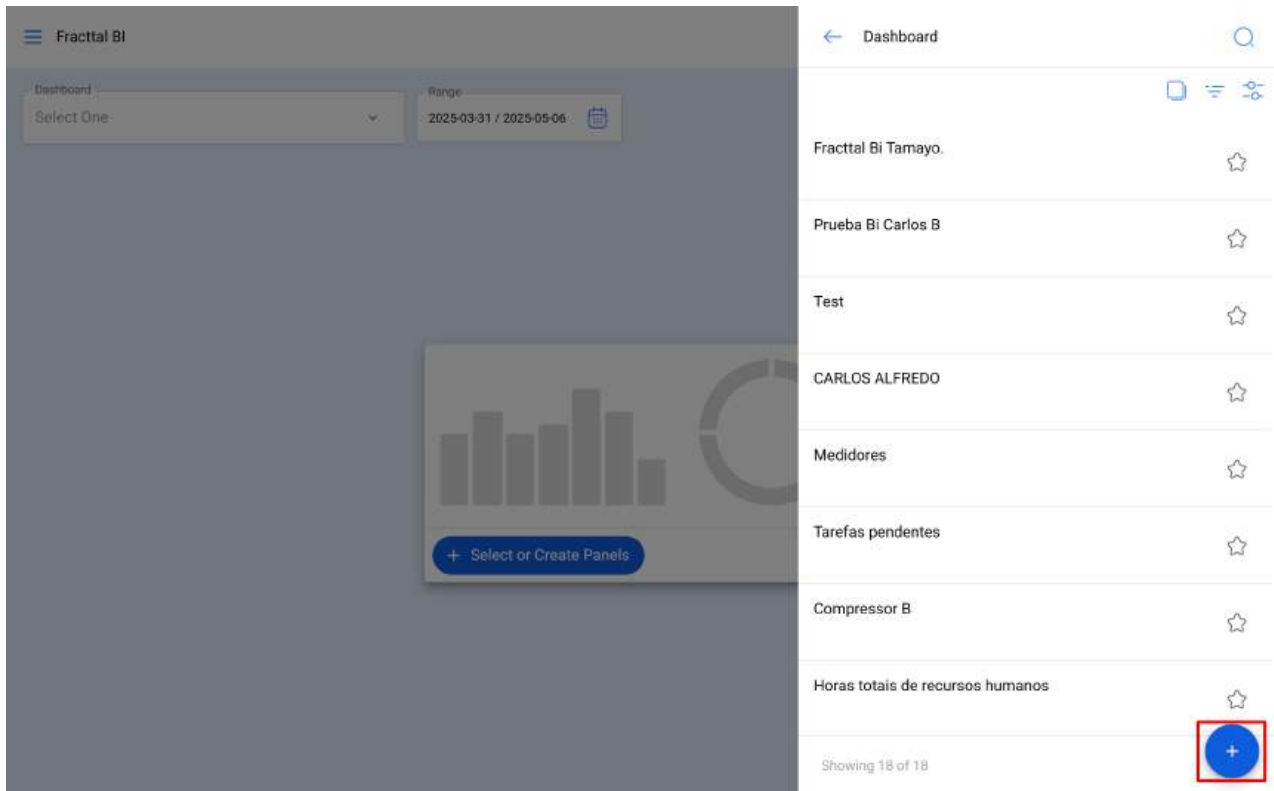 Fracttal BI
Dashboard
Select One
Range
2025-03-31 / 2025-05-06
+ Select or Create Panels
Dashboard
Fracttal Bi Tamayo.
Prueba Bi Carlos B
Test
CARLOS ALFREDO
Medidores
Tarefas pendentes
Compressor B
Horas totais de recursos humanos
Showing 18 of 18
+